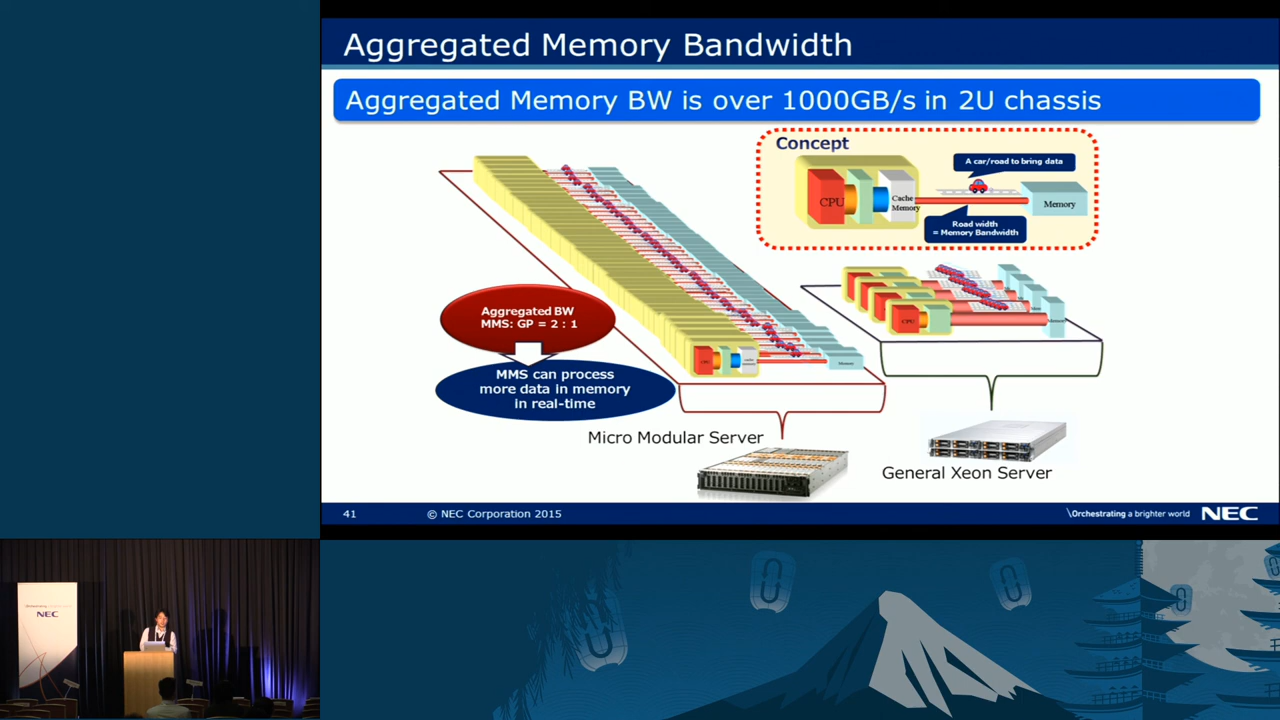 Aggregated Memory Bandwidth
Aggregated Memory BW is over 1000GB/s in 2U chassis
Concept
A car/road to bring data
CPU
Cache
Memory
Memory
Road width
= Memory Bandwidth
Aggregated BW
MMS: GP = 2 : 1
MMS can process
more data in memory
in real-time
CPU
Micro Modular Server
General Xeon Server
41
© NEC Corporation 2015
\Orchestrating a brighter world
NEC
NEC